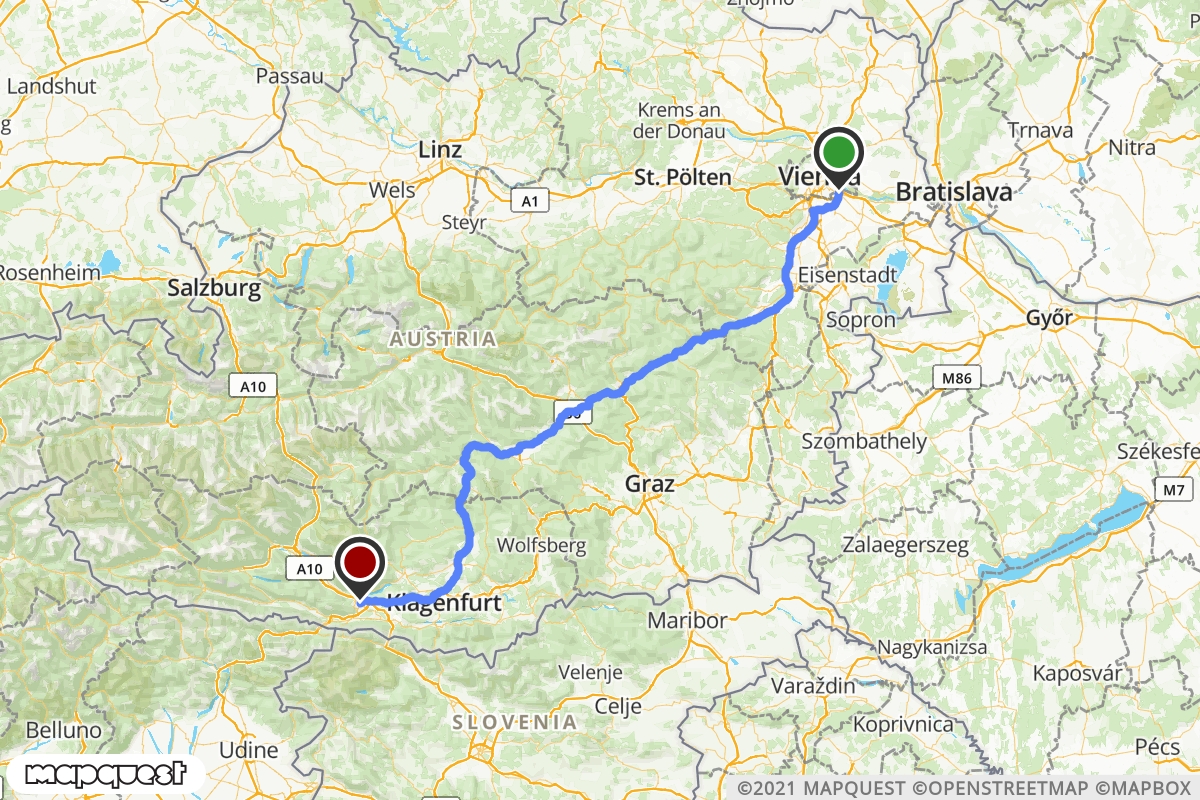 Znojmo
Passau
Landshut
g
Krems an
der Donau
Trnava
Nitra
Linz
St. Pölten
Vienna
Bratislava
Wels
A1
Steyr
Rosenheim
Salzburg
Eisenstadt
Sopron
Győr
AUSTRIA
A10
M86
Szombathely
Székesfe
Graz
M7
Wolfsberg
Zalaegerszeg
A10
Klagenfurt
Maribor
Nagykanizsa
Velenje
Kaposvár
Varaždin
Celje
SLOVENIA
Koprivnica
Belluno
Udine
Pécs
mapquest
©2021 MAPQUEST ©OPENSTREETMAP ©MAPBOX